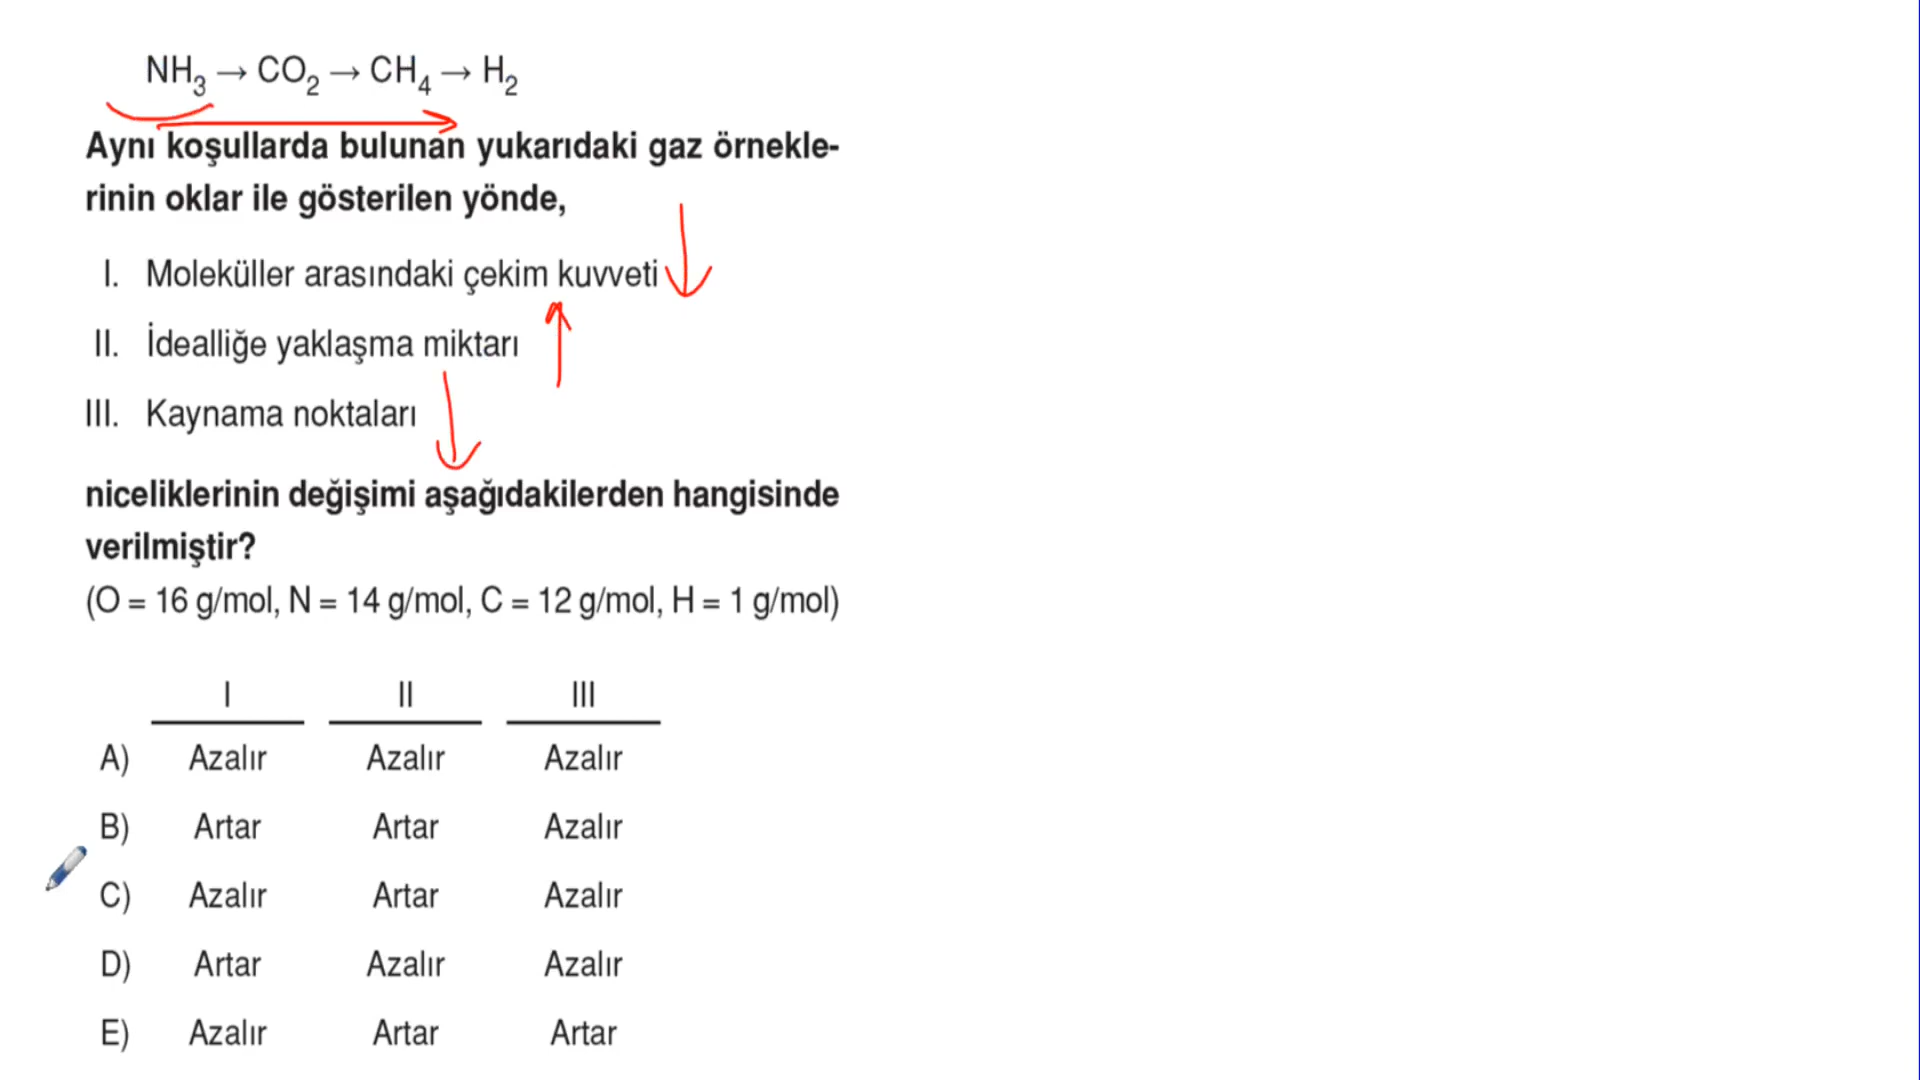 NH₃ → CO₂ → CH₄ → H₂
Aynı koşullarda bulunan yukarıdaki gaz örnekle-
rinin oklar ile gösterilen yönde,
I. Moleküller arasındaki çekim kuvveti
II. İdealliğe yaklaşma miktarı
III. Kaynama noktaları
niceliklerinin değişimi aşağıdakilerden hangisinde
verilmiştir?
(O = 16 g/mol, N = 14 g/mol, C = 12 g/mol, H = 1 g/mol)
I II III
A) Azalır Azalır Azalır
B) Artar Artar Azalır
C) Azalır Artar Azalır
D) Artar Azalır Azalır
E) Azalır Artar Artar